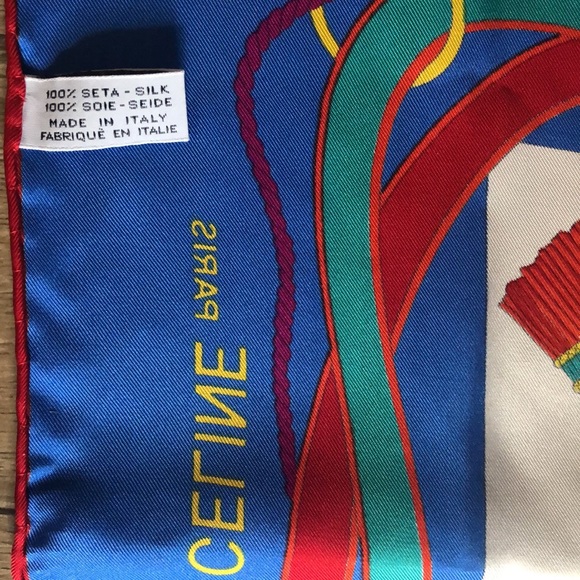 100% SETA - SILK
100% SOIE - SEIDE
MADE IN ITALY
FABRIQUÈ EN ITALIE
CELINE PARIS